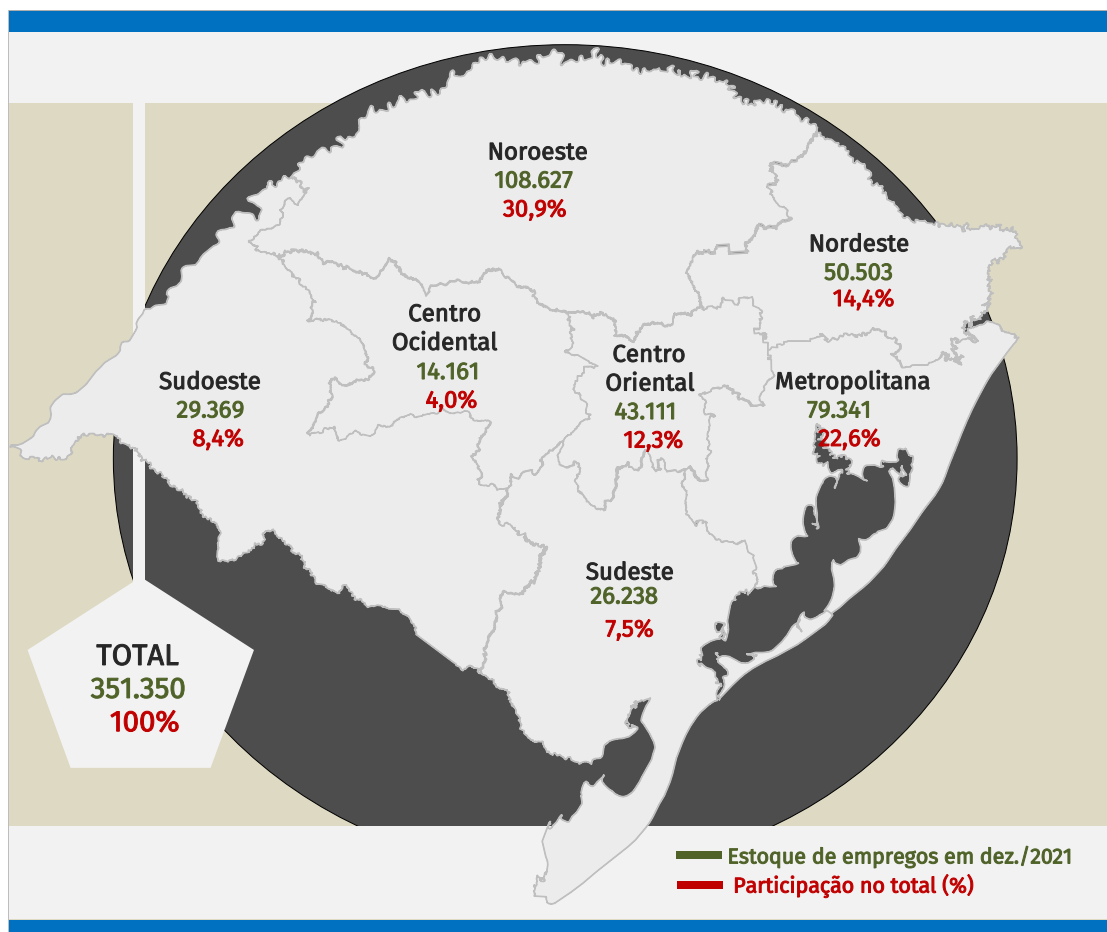 Noroeste
108.627
30,9%
Nordeste
50.503
14,4%
Centro
Ocidental
14.161
4,0%
Centro
Oriental
43.111
12,3%
Metropolitana
79.341
22,6%
Sudoeste
29.369
8,4%
Sudeste
26.238
7,5%
TOTAL
351.350
100%
Estoque de empregos em dez./2021
Participação no total (%)